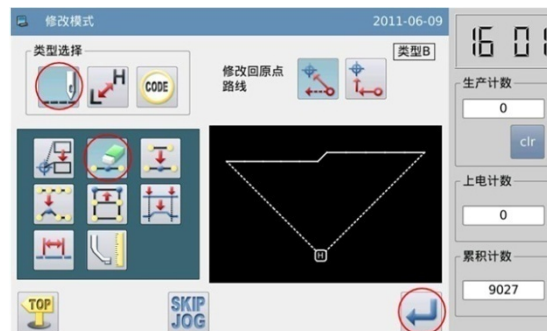 修改模式 2011-06-09
类型选择
类型B
H
L
CODE
修改回原点
路线
H
TOP
SKIP
JOG
生产计数
0
clr
上电计数
0
累积计数
9027